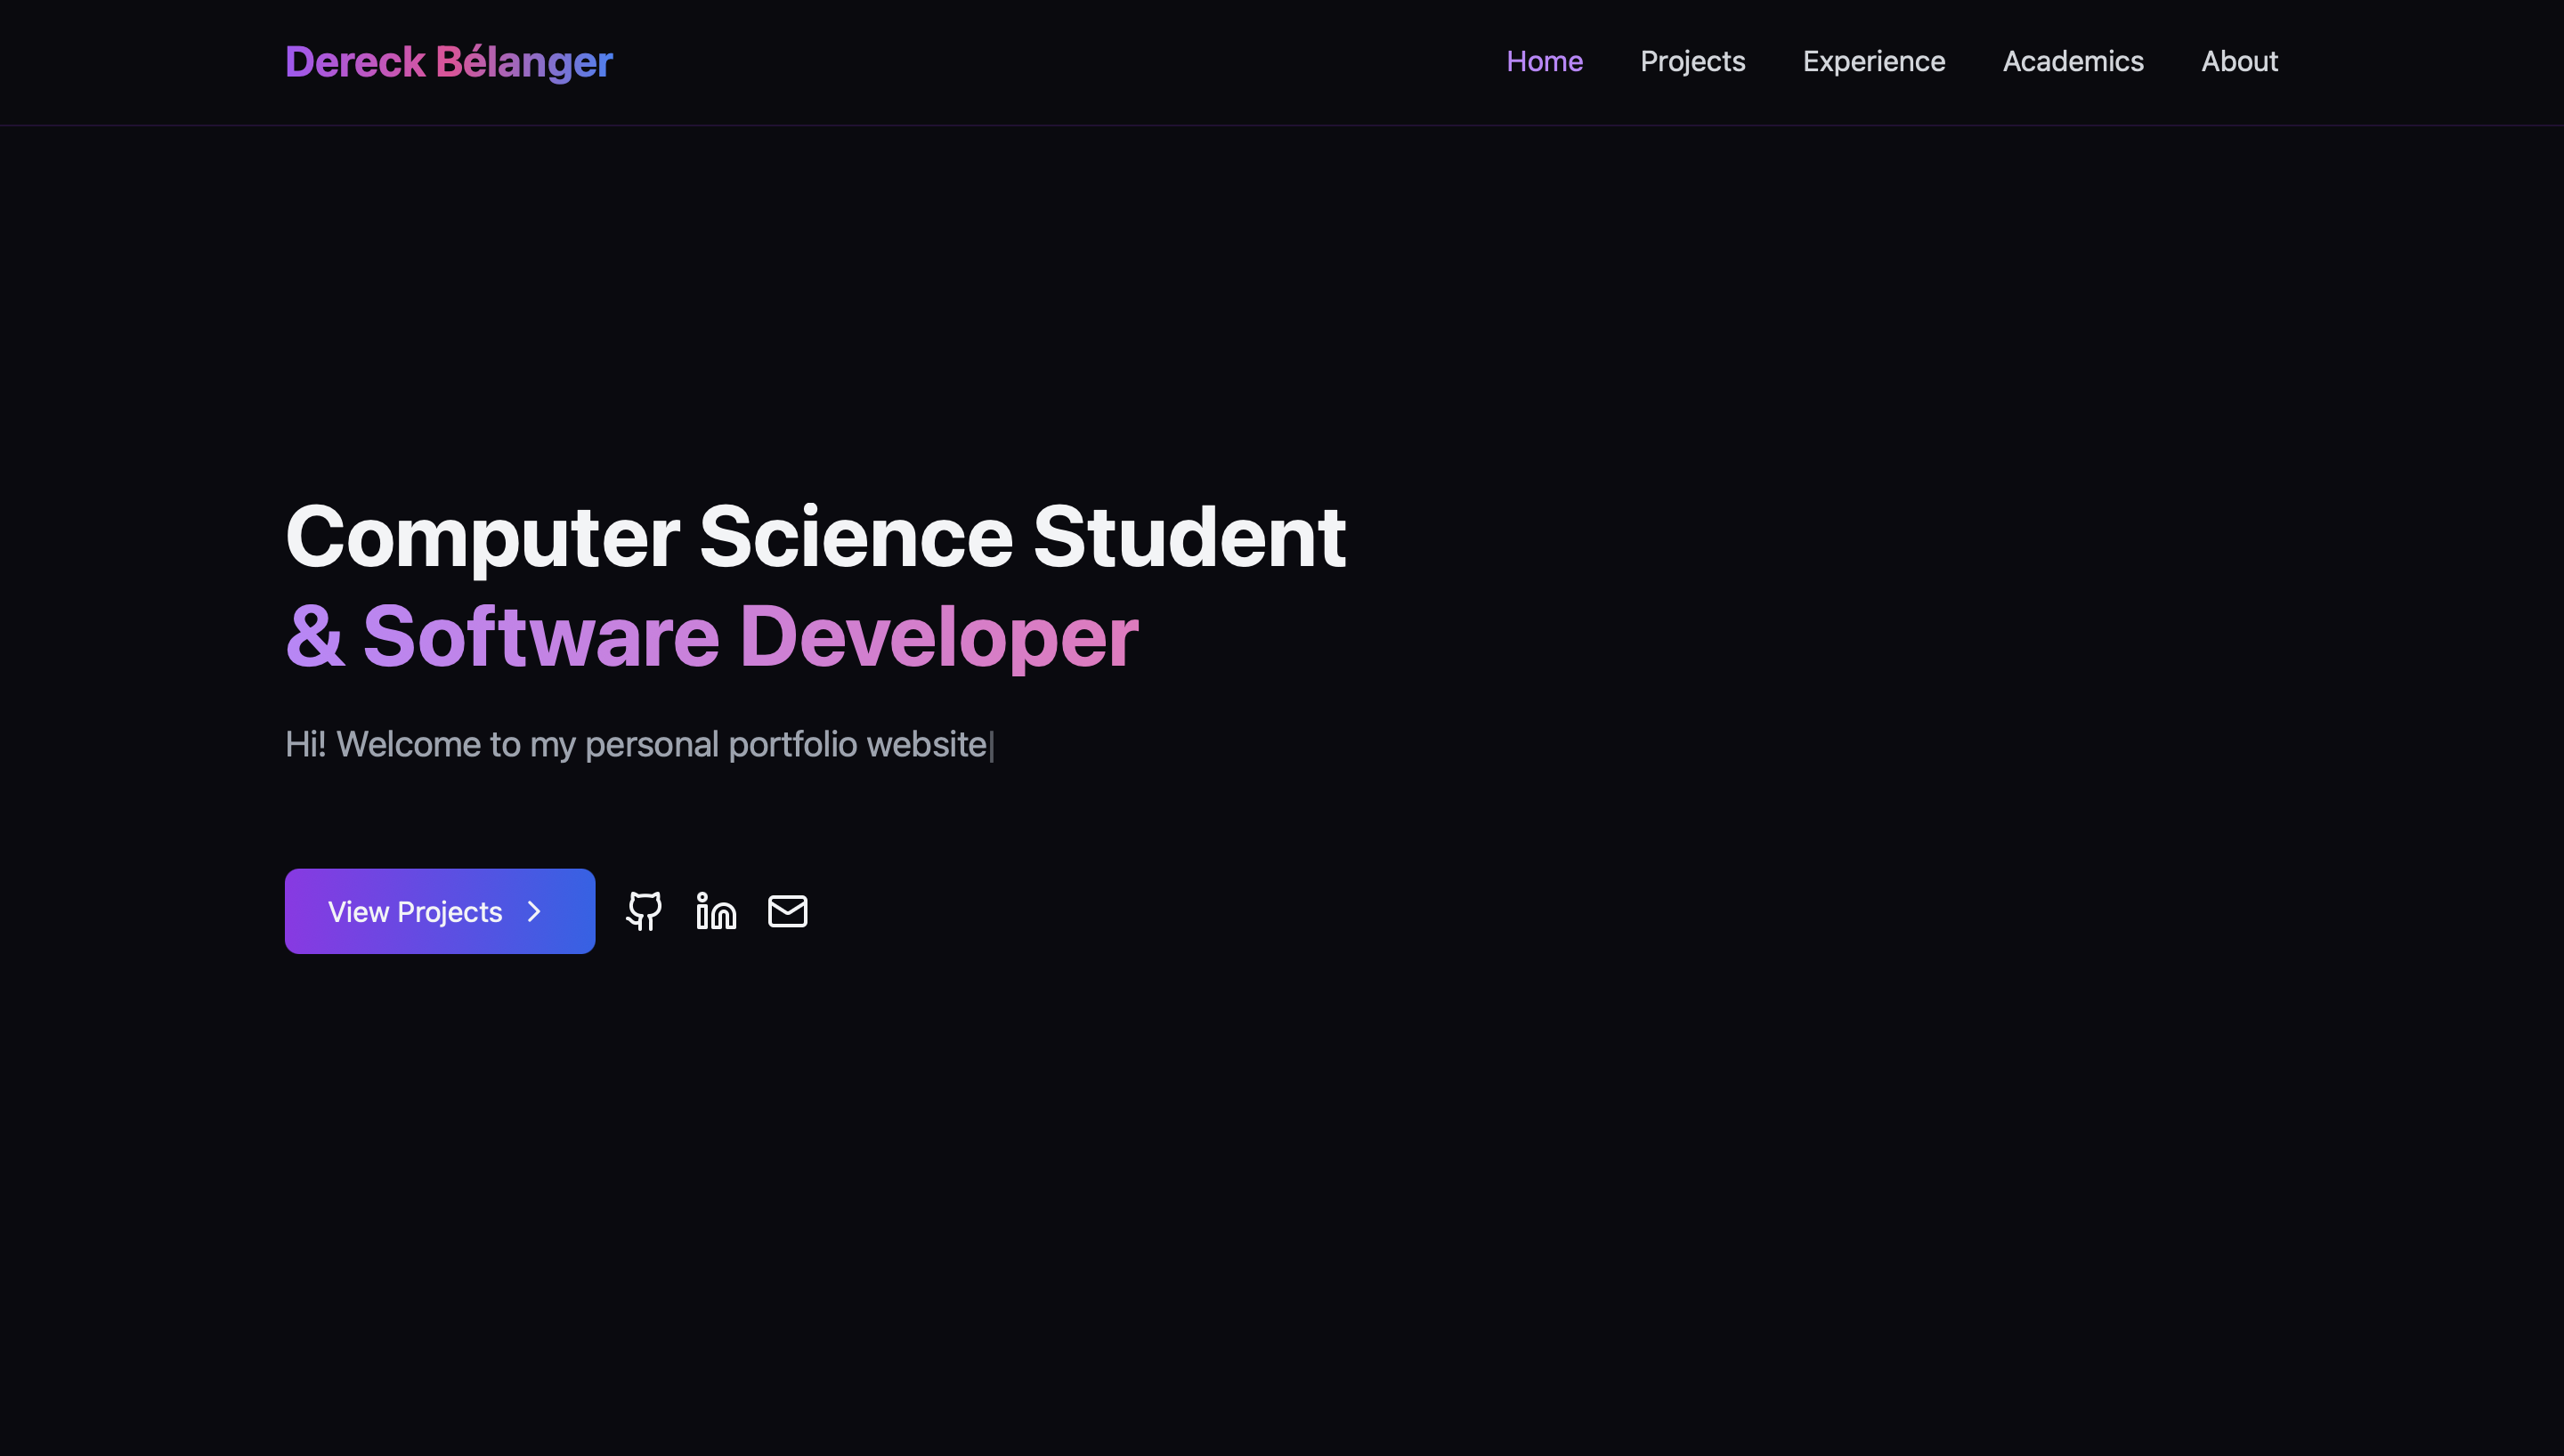 Dereck Bélanger
Home Projects Experience Academics About
Computer Science Student
& Software Developer
Hi! Welcome to my personal portfolio website|
View Projects